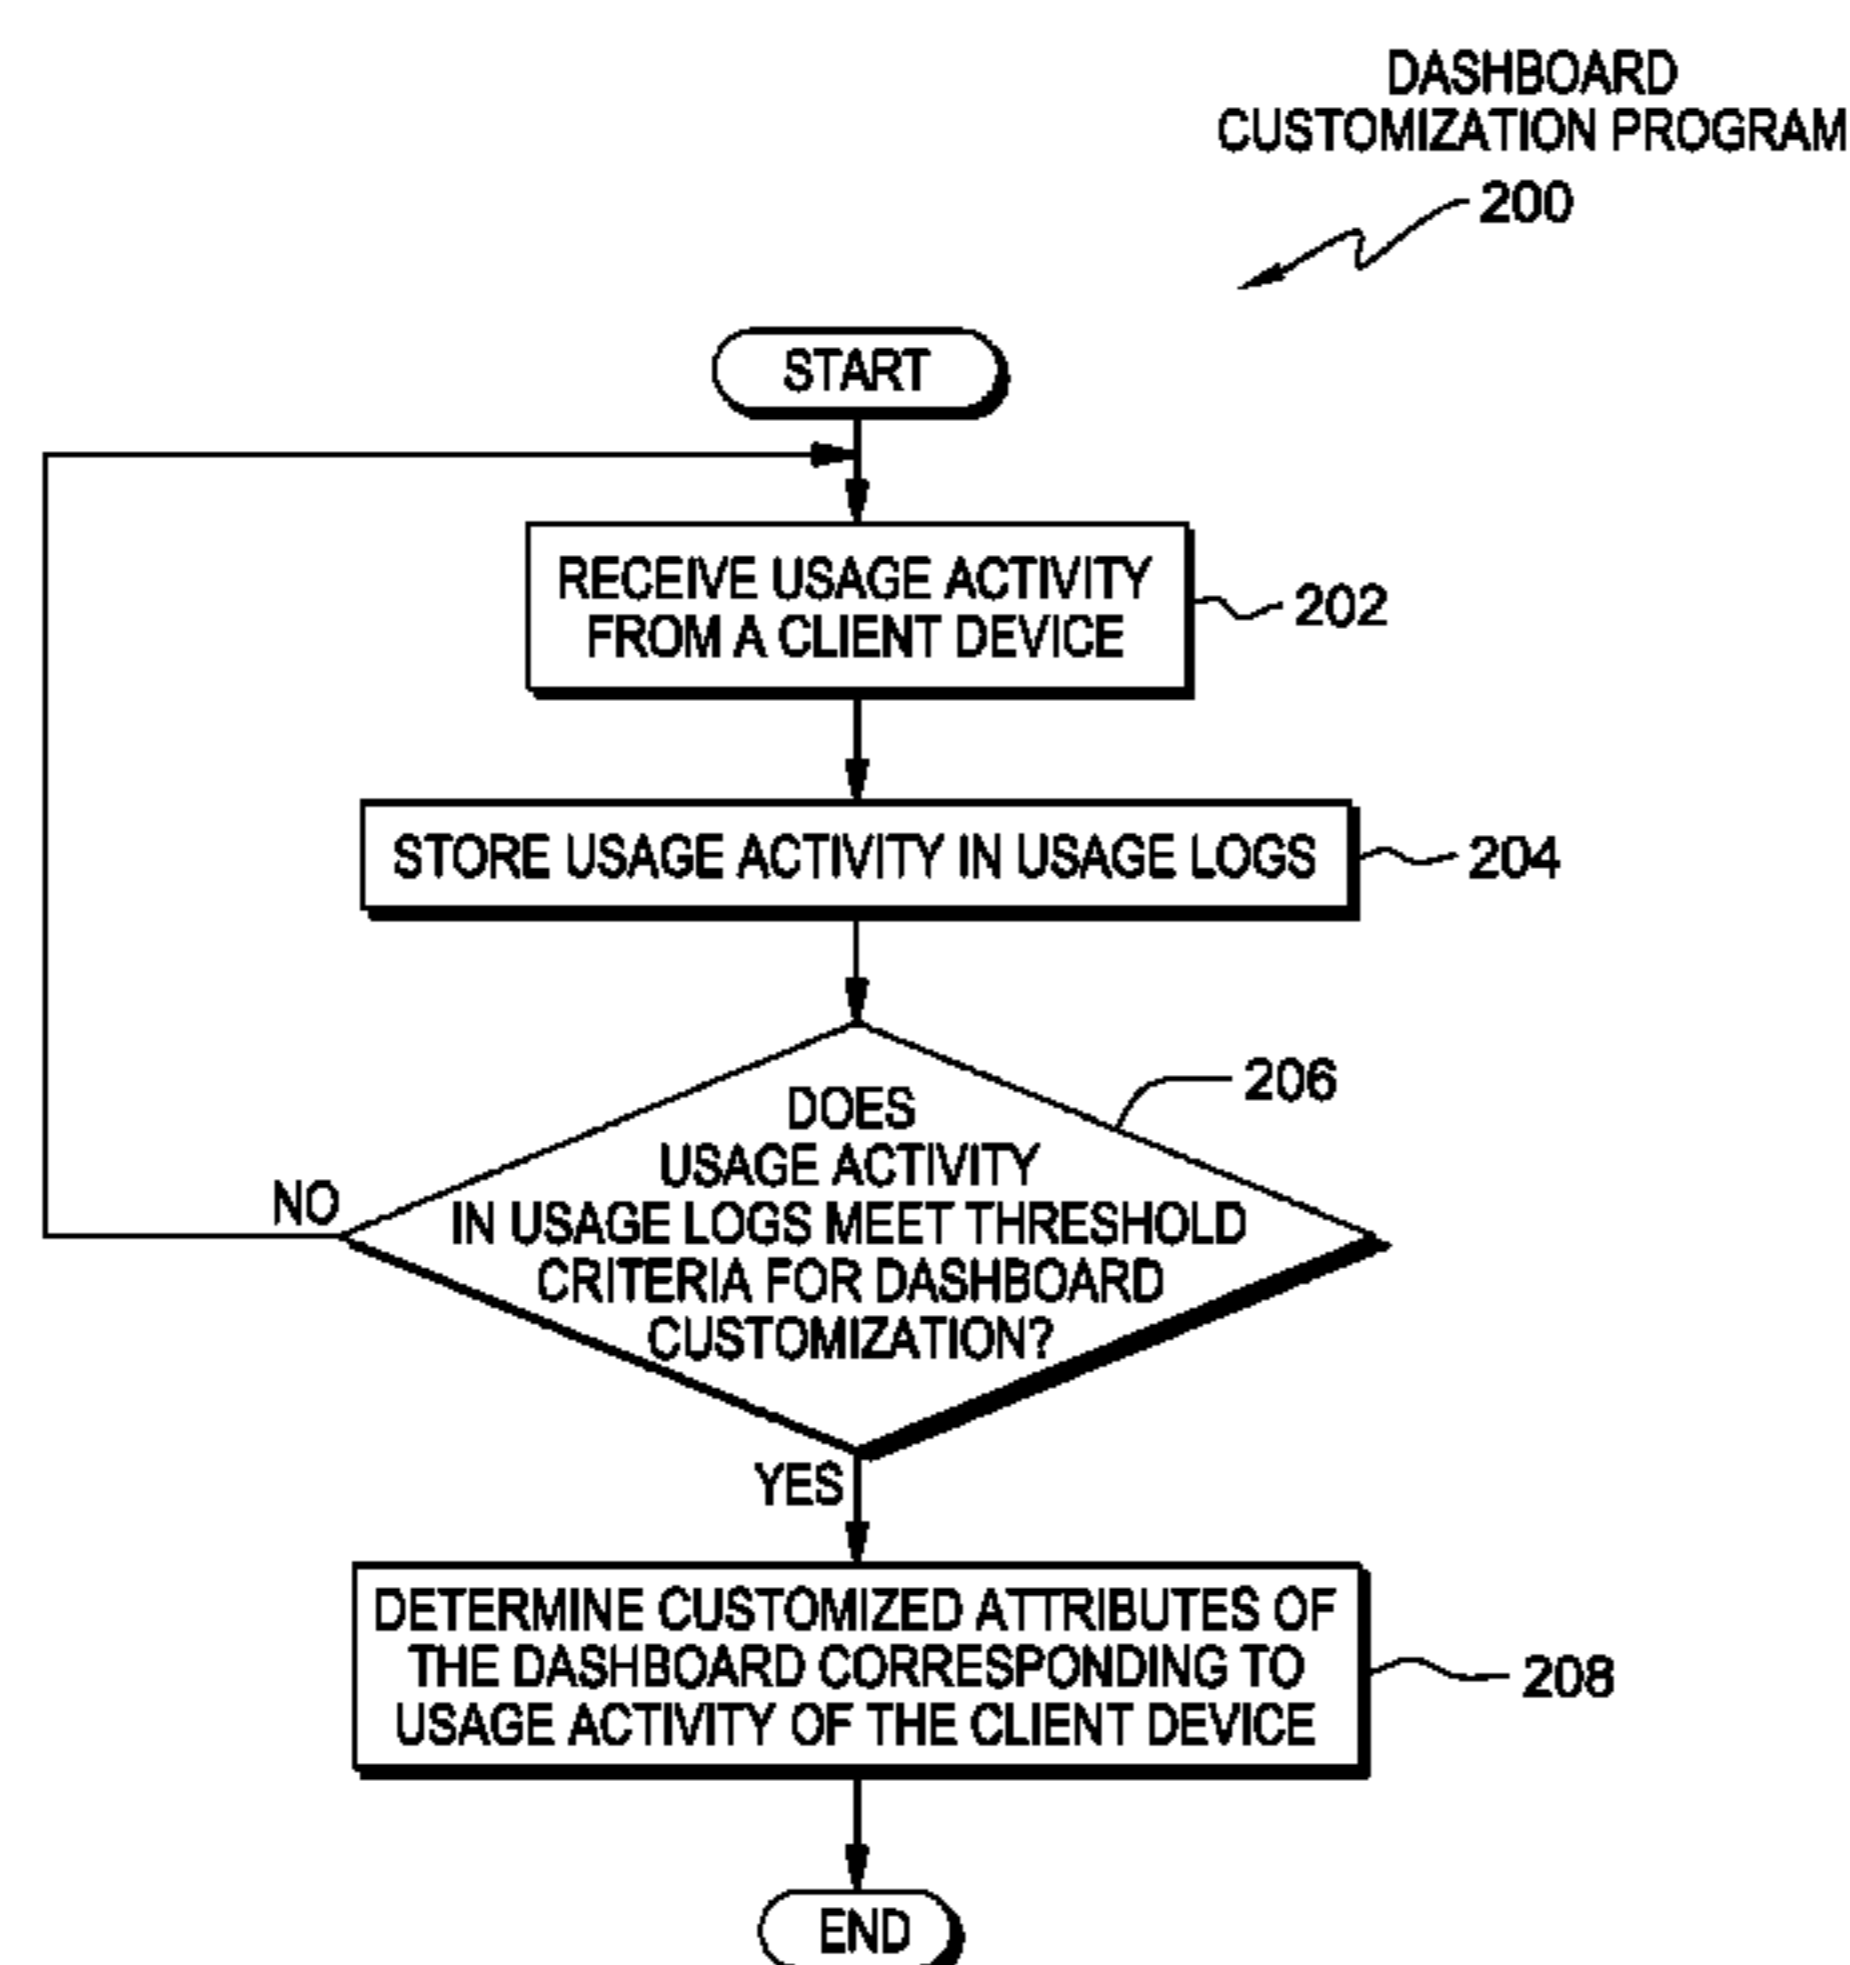 DASHBOARD
CUSTOMIZATION PROGRAM
200
START
RECEIVE USAGE ACTIVITY
FROM A CLIENT DEVICE
202
STORE USAGE ACTIVITY IN USAGE LOGS
204
206
DOES
USAGE ACTIVITY
IN USAGE LOGS MEET THRESHOLD
CRITERIA FOR DASHBOARD
CUSTOMIZATION?
NO
YES
DETERMINE CUSTOMIZED ATTRIBUTES OF
THE DASHBOARD CORRESPONDING TO
USAGE ACTIVITY OF THE CLIENT DEVICE
208
END